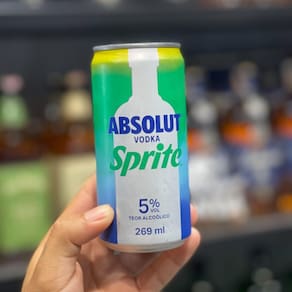 ABSOLUT
VODKA
Sprite
5% VOL
TEOR ALCOÓLICO
269 ml